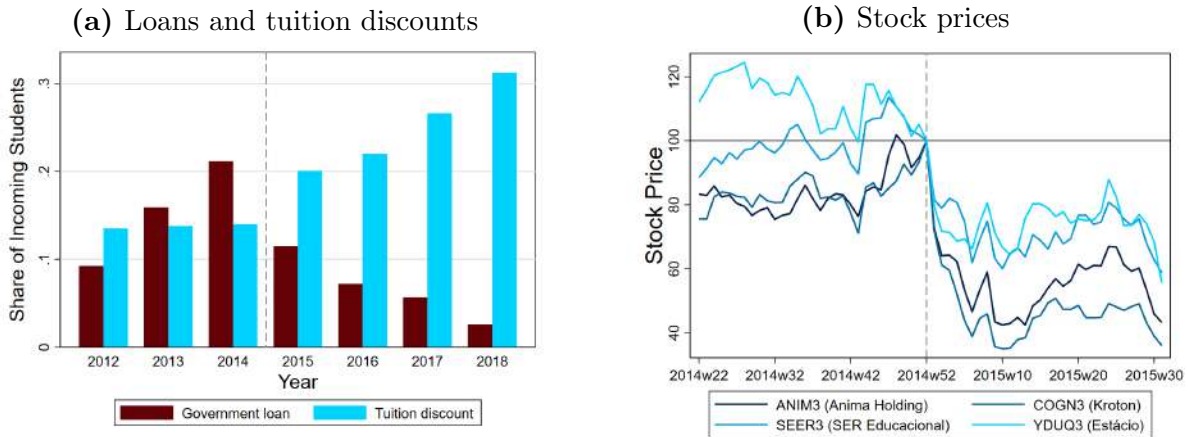 (a) Loans and tuition discounts
Share of Incoming Students
.3
.2
.1
0
2012 2013 2014 2015 2016 2017 2018
Year
Government loan Tuition discount
(b) Stock prices
Stock Price
120
100
80
60
40
2014w22 2014w32 2014w42 2014w52 2015w10 2015w20 2015w30
ANIM3 (Anima Holding) COGN3 (Kroton)
SEER3 (SER Educacional) YDUQ3 (Estácio)